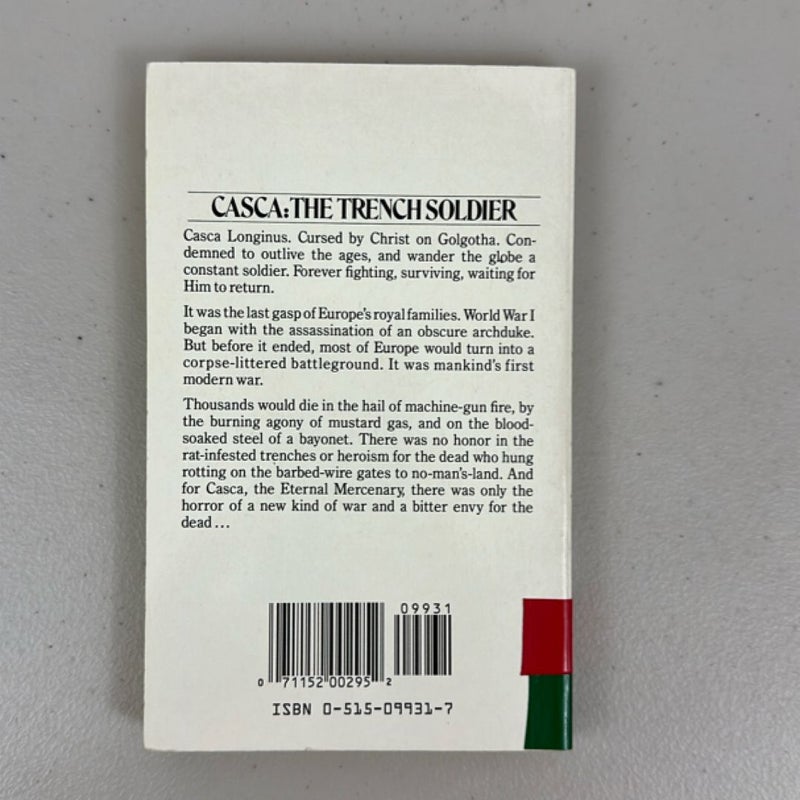 CASCA: THE TRENCH SOLDIER
Casca Longinus. Cursed by Christ on Golgotha. Con-
demned to outlive the ages, and wander the globe a
constant soldier. Forever fighting, surviving, waiting for
Him to return.
It was the last gasp of Europe's royal families. World War I
began with the assassination of an obscure archduke.
But before it ended, most of Europe would turn into a
corpse-littered battleground. It was mankind's first
modern war.
Thousands would die in the hail of machine-gun fire, by
the burning agony of mustard gas, and on the blood-
soaked steel of a bayonet. There was no honor in the
rat-infested trenches or heroism for the dead who hung
rotting on the barbed-wire gates to no-man's-land. And
for Casca, the Eternal Mercenary, there was only the
horror of a new kind of war and a bitter envy for the
dead...
09931
0 71152 00295 2
ISBN 0-515-09931-7